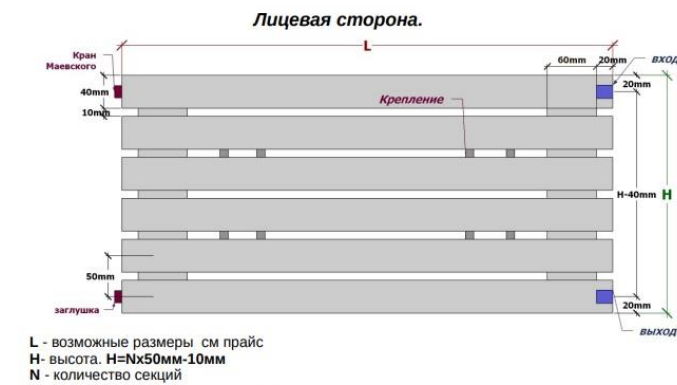 Лицевая сторона.
L
Кран
Маевского
60mm
20mm
вход
20mm
40mm
Крепление
10mm
H-40mm
H
50mm
20mm
заглушка
выход
L - возможные размеры см прайс
H- высота. H=Nx50мм-10мм
N - количество секций